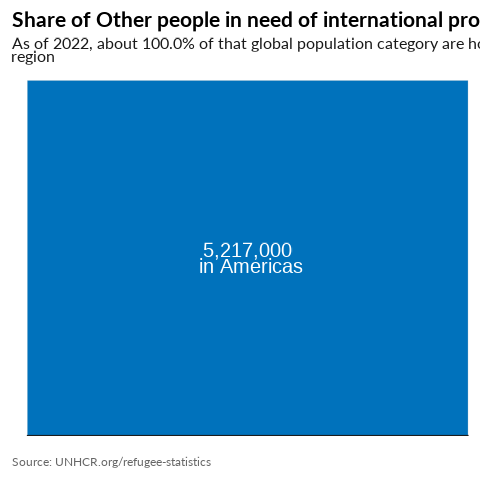 Share of Other people in need of international pro
As of 2022, about 100.0% of that global population category are ho
region
5,217,000
in Americas
Source: UNHCR.org/refugee-statistics